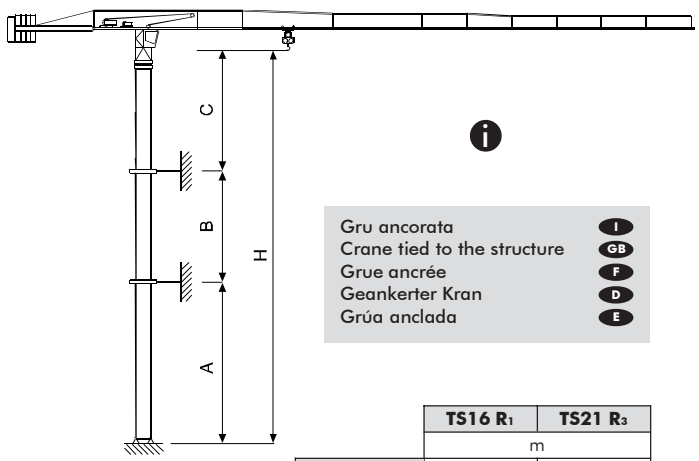 C
B
H
A
i
Gru ancorata I
Crane tied to the structure GB
Grue ancrée F
Geankerter Kran D
Grúa anclada E
TS16 R1 TS21 R3
m